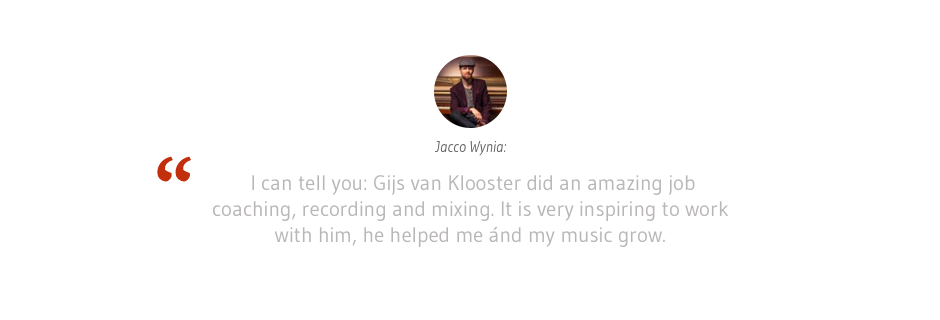 Jacco Wynia:
“
I can tell you: Gijs van Klooster did an amazing job
coaching, recording and mixing. It is very inspiring to work
with him, he helped me ánd my music grow.